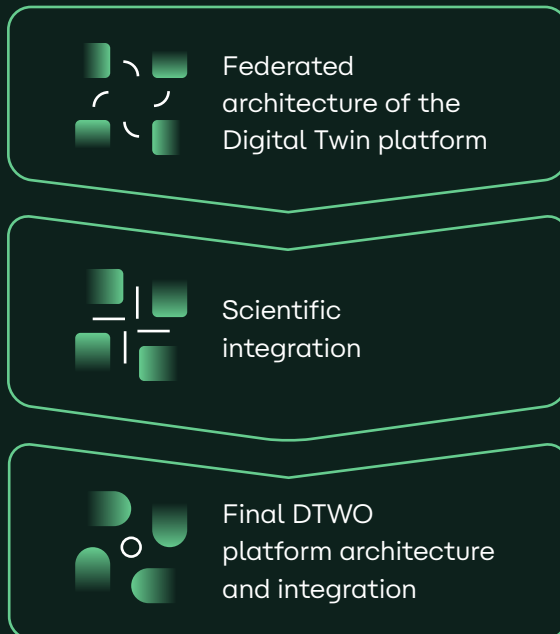 Federated
architecture of the
Digital Twin platform
Scientific
integration
Final DTWO
platform architecture
and integration